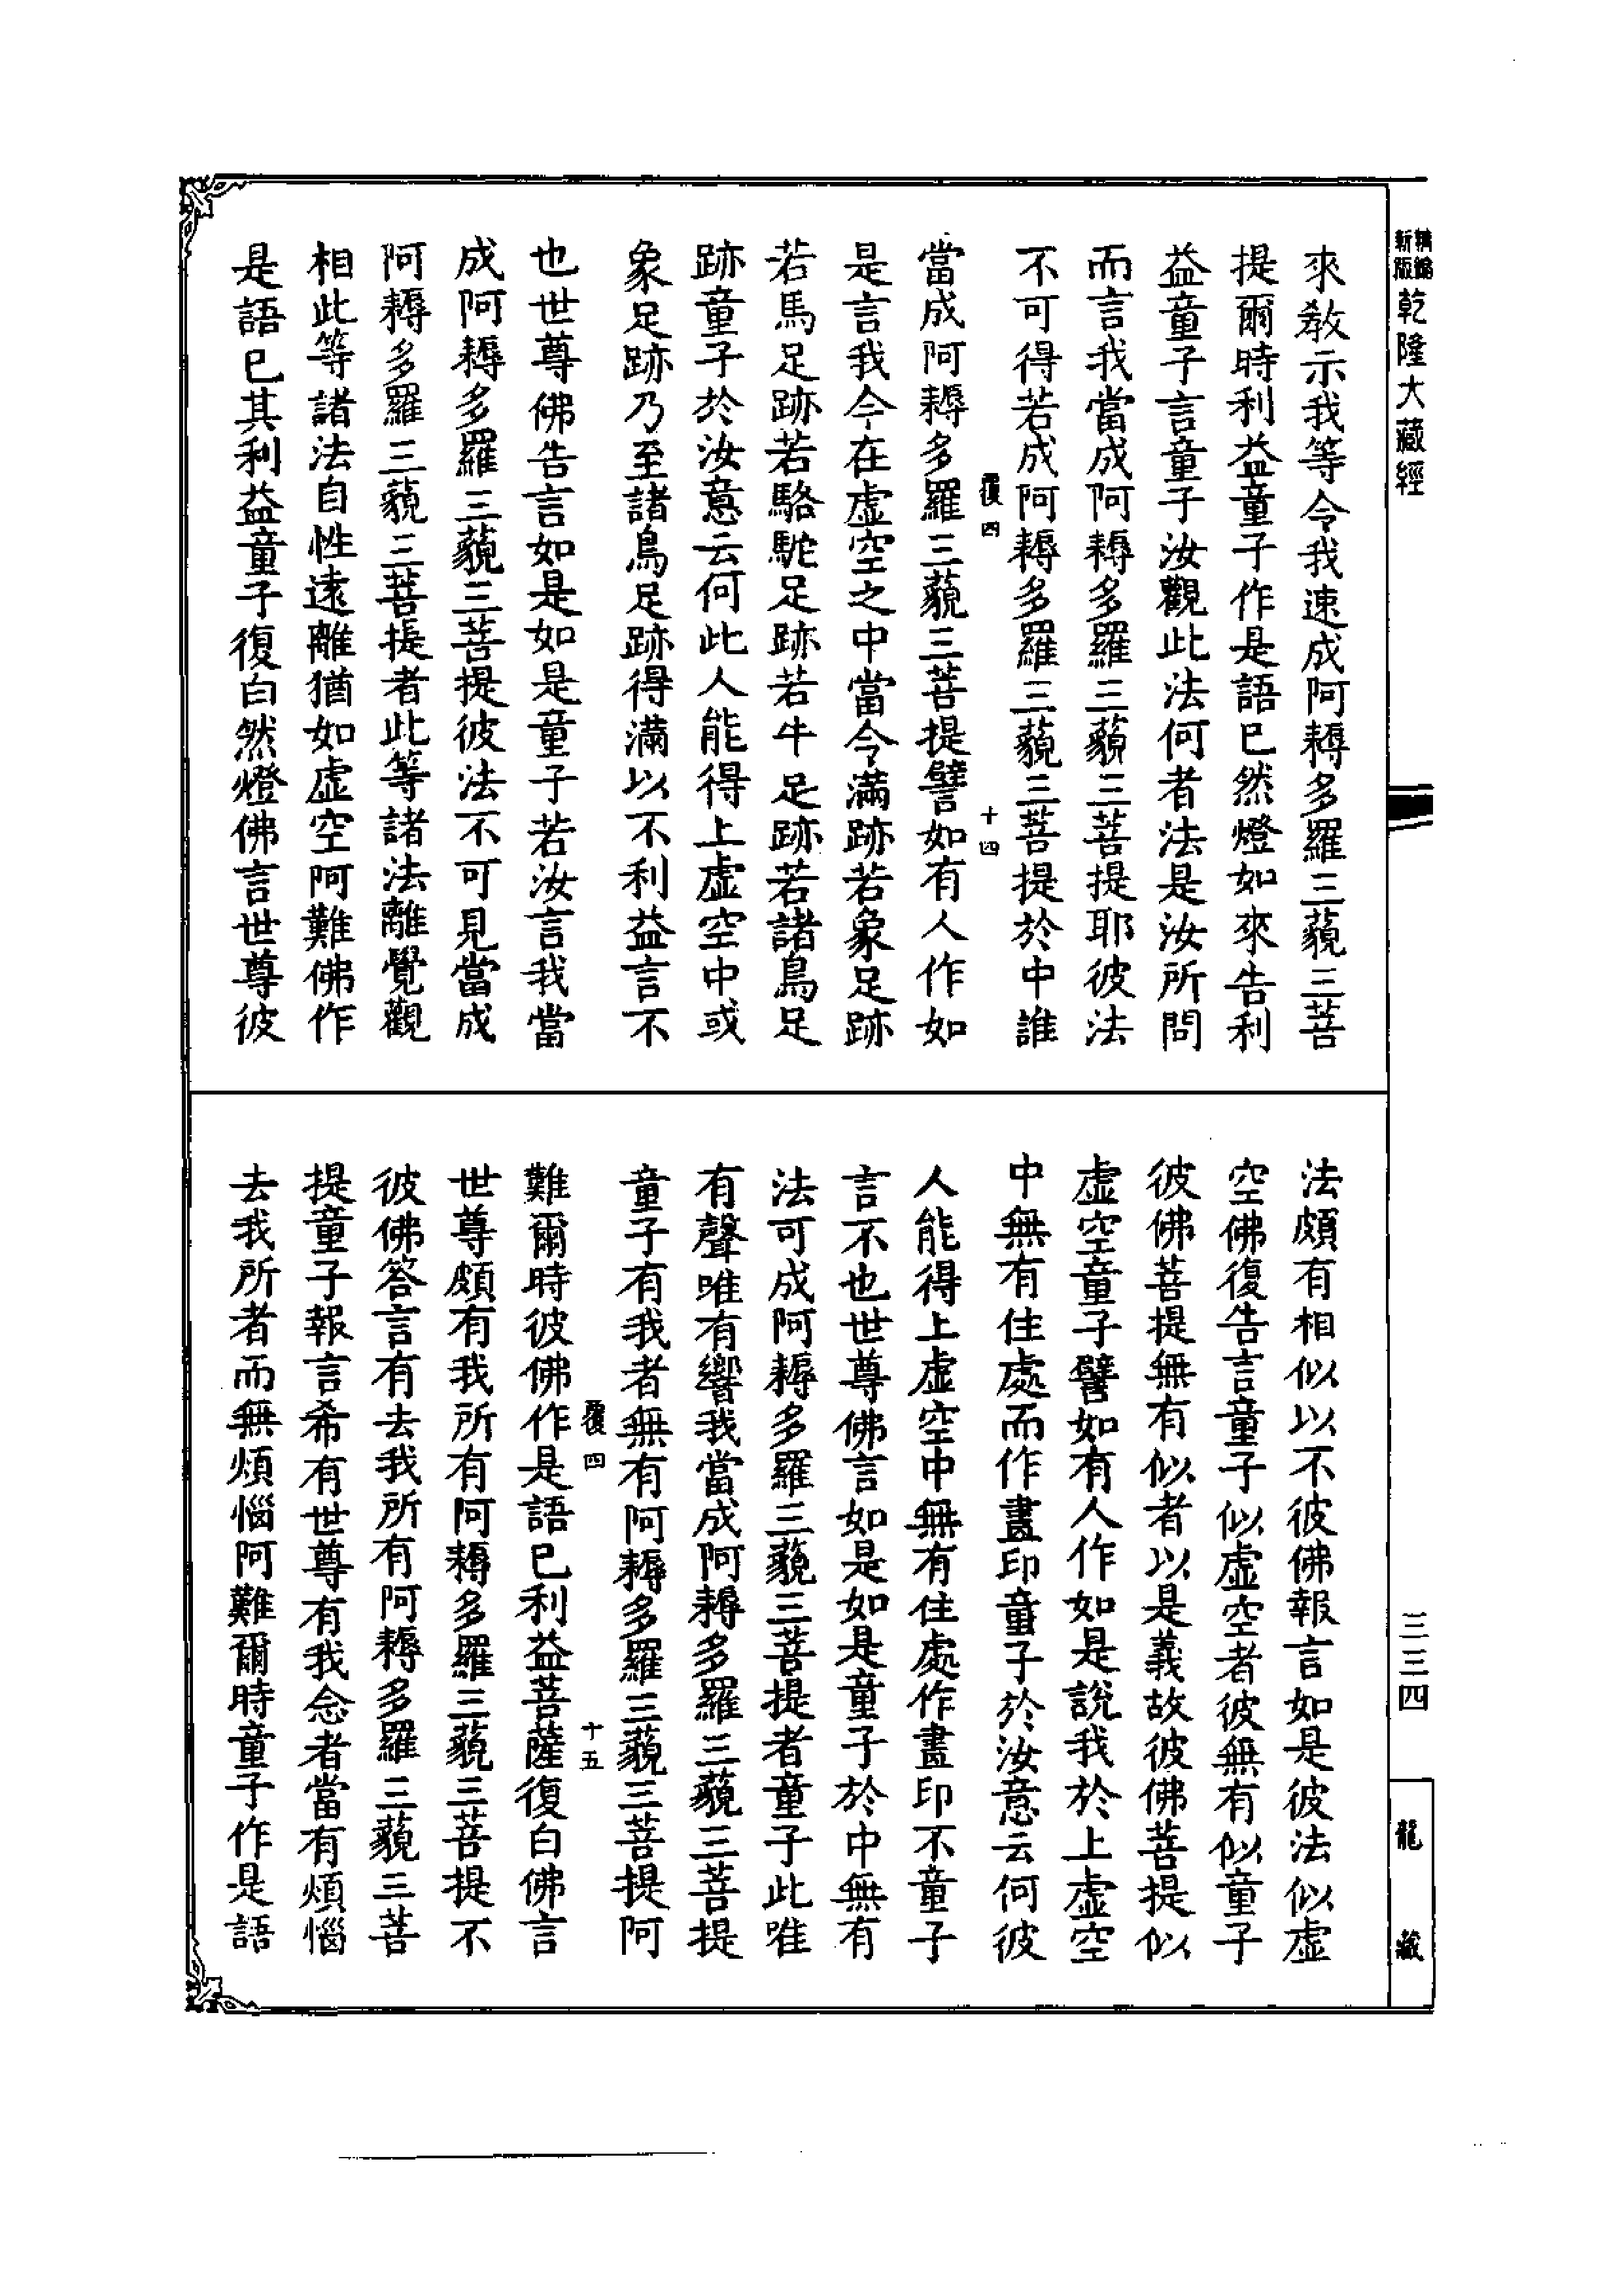 新版
精縮
乾隆大藏經
來教示我等令我速成阿耨多羅三藐三菩
提爾時利益童子作是語已然燈如來告利
益童子言童子汝觀此法何者法是汝所問
而言我當成阿耨多羅三藐三菩提耶彼法
不可得若成阿耨多羅三藐三菩提於中誰
覆四
十四
當成阿耨多羅三藐三菩提譬如有人作如
是言我今在虛空之中當令滿跡若象足跡
若馬足跡若駱駝足跡若牛足跡若諸鳥足
跡童子於汝意云何此人能得上虛空中或
象足跡乃至諸鳥足跡得滿以不利益言不
也世尊佛告言如是如是童子若汝言我當
成阿耨多羅三藐三菩提彼法不可見當成
阿耨多羅三藐三菩提者此等諸法離覺觀
相此等諸法自性遠離猶如虛空阿難佛作
是語已其利益童子復白然燈佛言世尊彼
法頗有相似以不彼佛報言如是彼法似虛
空佛復告言童子似虛空者彼無有似童子
彼佛菩提無有似者以是義故彼佛菩提似
虛空童子譬如有人作如是說我於上虛空
中無有住處而作畫印童子於汝意云何彼
人能得上虛空中無有住處作畫印不童子
言不也世尊佛言如是如是童子於中無有
法可成阿耨多羅三藐三菩提者童子此唯
有聲唯有響我當成阿耨多羅三藐三菩提
童子有我者無有阿耨多羅三藐三菩提阿
覆四
十五
難爾時彼佛作是語已利益菩薩復白佛言
世尊頗有我所有阿耨多羅三藐三菩提不
彼佛答言有去我所有阿耨多羅三藐三菩
提童子報言希有世尊有我念者當有煩惱
去我所者而無煩惱阿難爾時童子作是語
三三四
龍藏